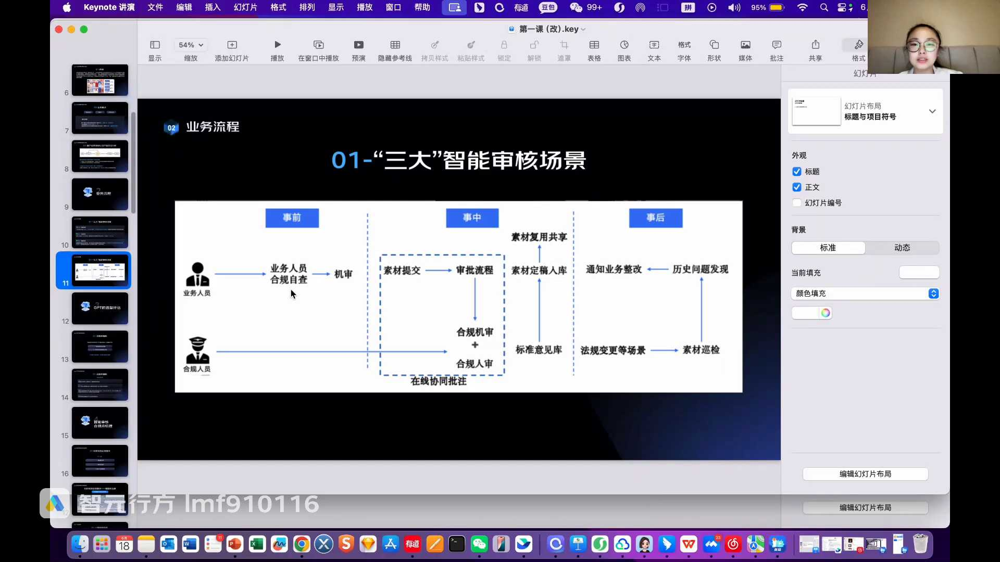 Keynote 讲演 文件 编辑 插入 幻灯片 格式 排列 显示 播放 窗口 帮助 有道 豆包 99+ 拼 95%
第一课 (改).key
54%
显示 缩放 添加幻灯片 播放 在窗口中播放 预演 隐藏参考线 拷贝样式 粘贴样式 锁定 解锁 遮罩 表格 图表 文本 字体 形状 媒体 批注 共享 格式
格式
幻灯片
6
7
8
9
业务流程
10
11
12
GPT的选型评估
13
14
15
智能审核
合规点梳理
16
02 业务流程
01-“三大”智能审核场景
事前 事中 事后
素材复用共享
业务人员
合规自查
机审
素材提交 审批流程 素材定稿入库 通知业务整改 历史问题发现
业务人员
合规机审
+
合规人审
标准意见库 法规变更等场景 素材巡检
合规人员
在线协同批注
幻灯片布局
标题与项目符号
外观
标题
正文
幻灯片编号
背景
标准 动态
当前填充
颜色填充
编辑幻灯片布局
编辑幻灯片布局
智元行方 lmf910116
18
11
有道
23